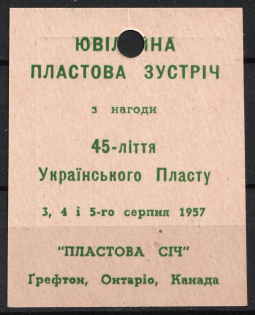 ЮВІЛЕЙНА
ПЛАСТОВА ЗУСТРІЧ
з нагоди
45-ліття
Українського Пласту
3, 4 і 5-го серпня 1957
"ПЛАСТОВА СІЧ"
Ґрефтон, Онтаріо, Канада